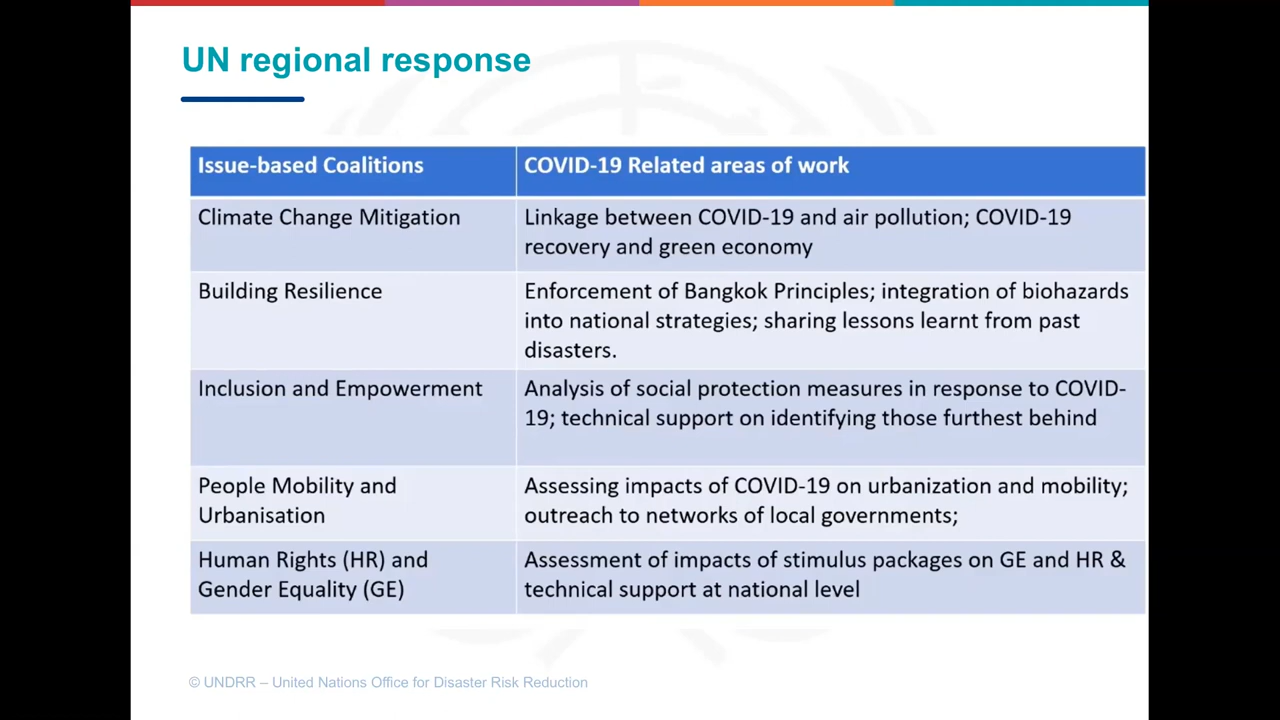 UN regional response
Issue-based Coalitions
COVID-19 Related areas of work
Climate Change Mitigation
Linkage between COVID-19 and air pollution; COVID-19
recovery and green economy
Building Resilience
Enforcement of Bangkok Principles; integration of biohazards
into national strategies; sharing lessons learnt from past
disasters.
Inclusion and Empowerment
Analysis of social protection measures in response to COVID-
19; technical support on identifying those furthest behind
People Mobility and
Urbanisation
Assessing impacts of COVID-19 on urbanization and mobility;
outreach to networks of local governments;
Human Rights (HR) and
Gender Equality (GE)
Assessment of impacts of stimulus packages on GE and HR &
technical support at national level
© UNDRR – United Nations Office for Disaster Risk Reduction